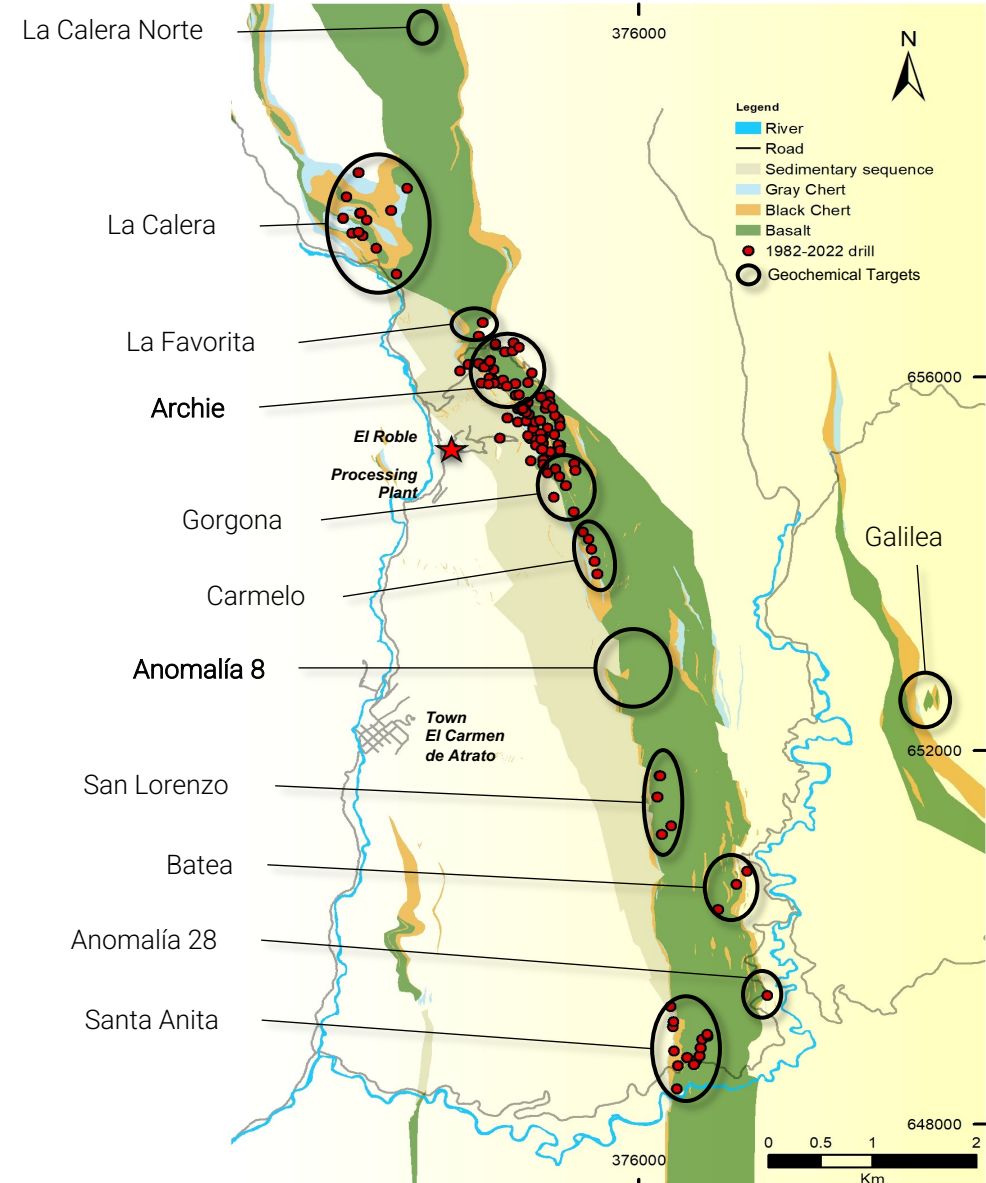 La Calera Norte
376000
N
Legend
River
Road
Sedimentary sequence
Gray Chert
Black Chert
Basalt
1982-2022 drill
Geochemical Targets
La Calera
La Favorita
656000
Archie
El Roble
Processing
Plant
Gorgona
Galilea
Carmelo
Anomalía 8
Town
El Carmen
de Atrato
652000
San Lorenzo
Batea
Anomalía 28
Santa Anita
648000
0 0.5 1 2
376000
Km